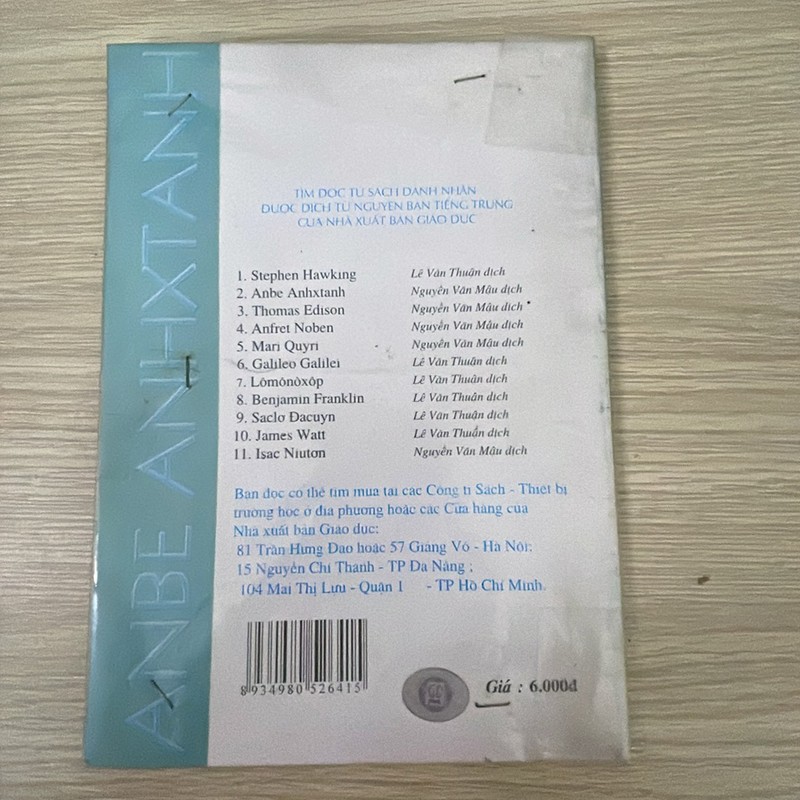 ANBE ANHXTANH
TÌM ĐỌC TỦ SÁCH DANH NHÂN
ĐƯỢC DỊCH TỪ NGUYÊN BẢN TIẾNG TRUNG
CỦA NHÀ XUẤT BẢN GIÁO DỤC
1. Stephen Hawking Lê Văn Thuận dịch
2. Anbe Anhxtanh Nguyễn Văn Mậu dịch
3. Thomas Edison Nguyễn Văn Mậu dịch
4. Anfret Noben Nguyễn Văn Mậu dịch
5. Mari Quyri Nguyễn Văn Mậu dịch
6. Galileo Galilei Lê Văn Thuận dịch
7. Lômônôxôp Lê Văn Thuận dịch
8. Benjamin Franklin Lê Văn Thuận dịch
9. Saclơ Đacuyn Lê Văn Thuận dịch
10. James Watt Lê Văn Thuận dịch
11. Isac Niutơn Nguyễn Văn Mậu dịch
Bạn đọc có thể tìm mua tại các Công ti Sách - Thiết bị
trường học ở địa phương hoặc các Cửa hàng của
Nhà xuất bản Giáo dục:
81 Trần Hưng Đạo hoặc 57 Giảng Võ - Hà Nội;
15 Nguyễn Chí Thanh - TP Đà Nẵng ;
104 Mai Thị Lựu - Quận 1 - TP Hồ Chí Minh.
8 934980 526415
Giá : 6.000đ